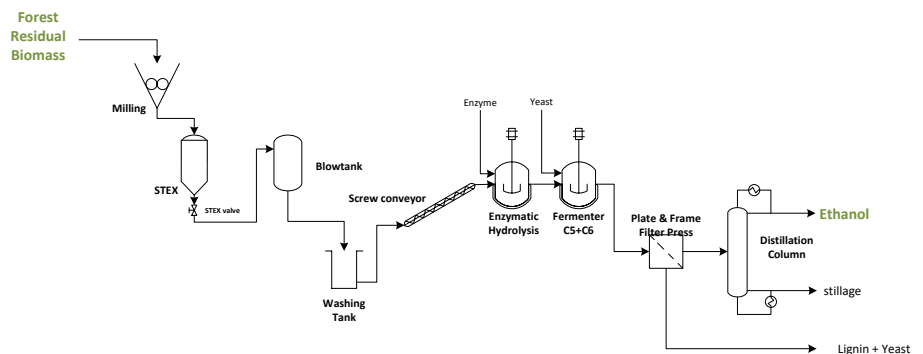 Forest
Residual
Biomass
Milling
STEX
STEX valve
Blowtank
Washing
Tank
Screw conveyor
Enzyme
Yeast
Enzymatic
Hydrolysis
Fermenter
C5+C6
Plate & Frame
Filter Press
Distillation
Column
Ethanol
stillage
Lignin + Yeast